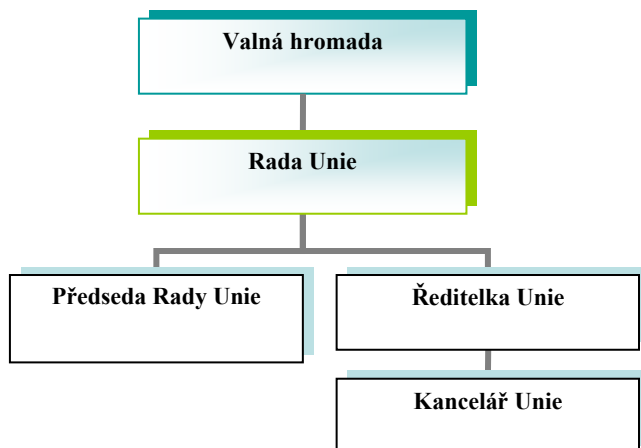 Valná hromada
Rada Unie
Předseda Rady Unie
Ředitelka Unie
Kancelář Unie